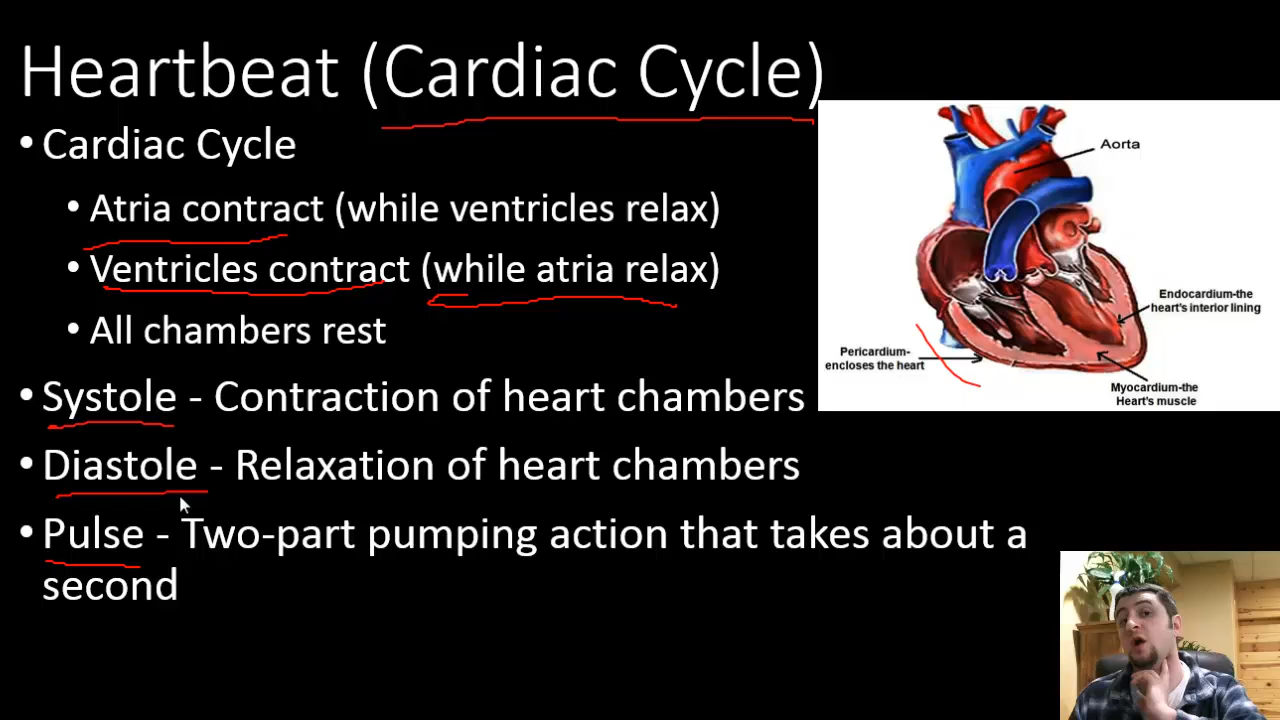 Heartbeat (Cardiac Cycle)
• Cardiac Cycle
• Atria contract (while ventricles relax)
• Ventricles contract (while atria relax)
• All chambers rest
• Systole - Contraction of heart chambers
• Diastole - Relaxation of heart chambers
• Pulse - Two-part pumping action that takes about a
second
Aorta
Endocardium-the
heart's interior lining
Pericardium-
encloses the heart
Myocardium-the
Heart's muscle